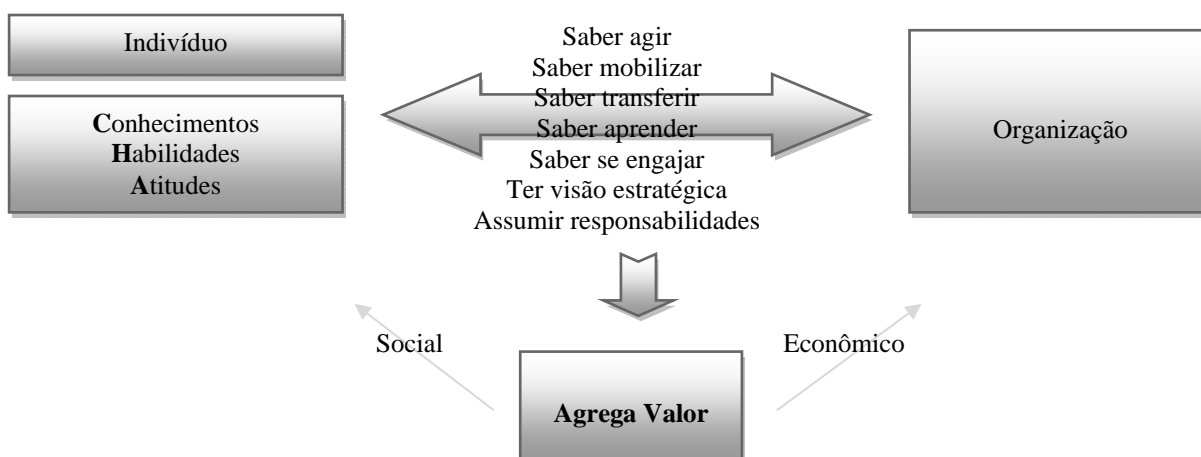 Indivíduo
Conhecimentos
Habilidades
Atitudes
Saber agir
Saber mobilizar
Saber transferir
Saber aprender
Saber se engajar
Ter visão estratégica
Assumir responsabilidades
Organização
Social
Econômico
Agrega Valor